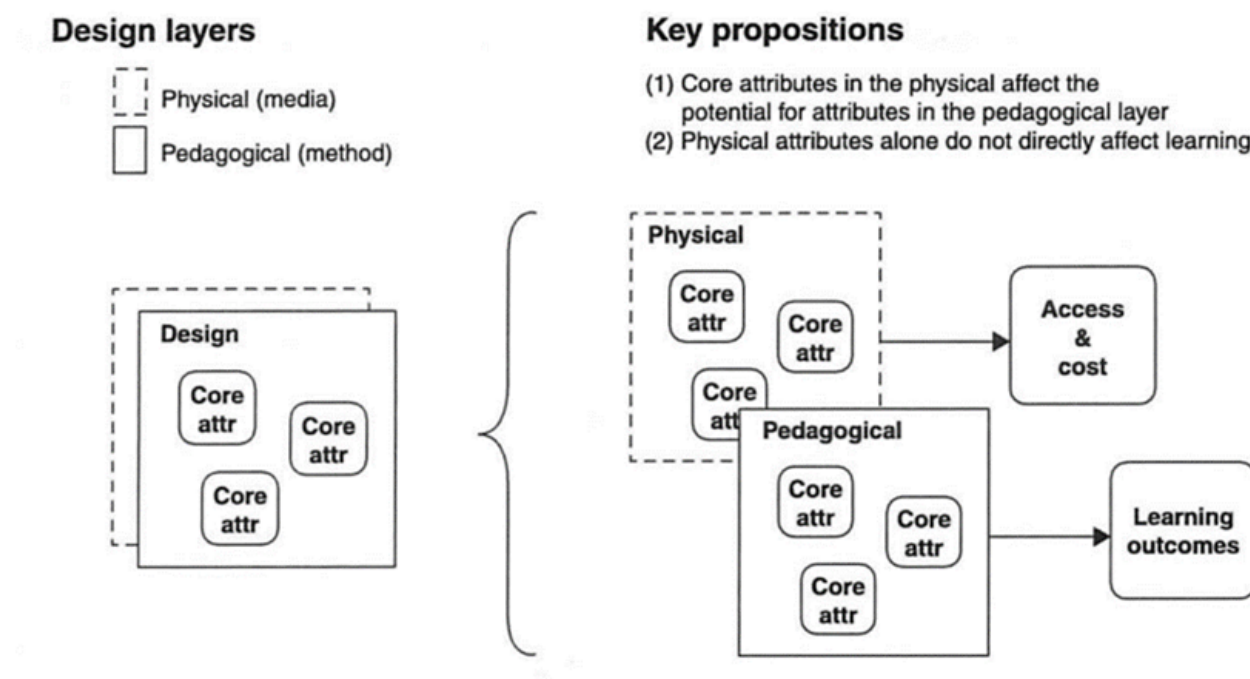 Design layers
Physical (media)
Pedagogical (method)
Key propositions
(1) Core attributes in the physical affect the
potential for attributes in the pedagogical layer
(2) Physical attributes alone do not directly affect learning
Design
Core
attr
Core
attr
Core
attr
Physical
Core
attr
Core
attr
Core
att
Access
&
cost
Pedagogical
Core
attr
Core
attr
Core
attr
Learning
outcomes